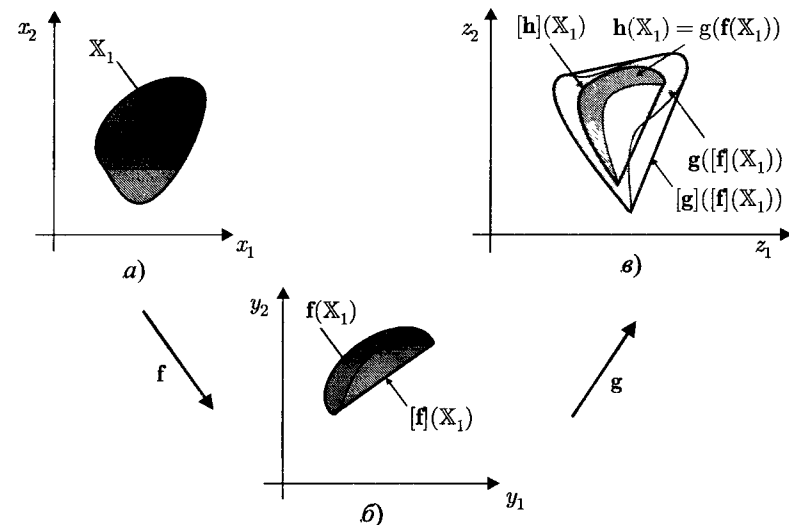 x₂
𝕏₁
x₁
а)
z₂
[h](𝕏₁)
h(𝕏₁) = g(f(𝕏₁))
g([f](𝕏₁))
[g]([f](𝕏₁))
z₁
в)
f
y₂
f(𝕏₁)
[f](𝕏₁)
y₁
б)
g